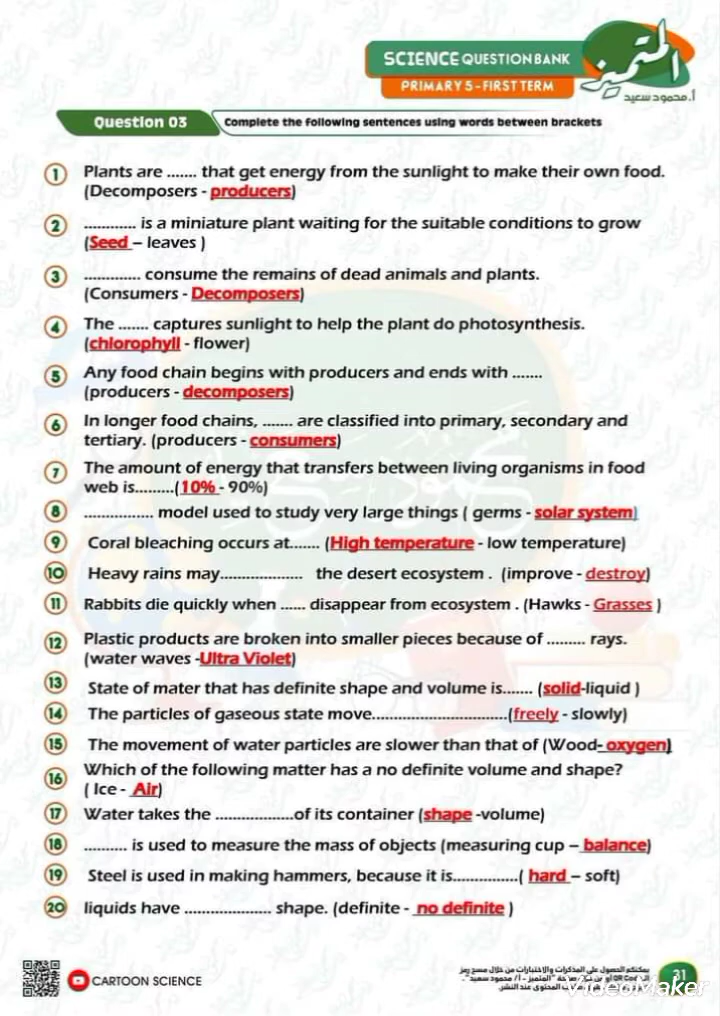 SCIENCE QUESTION BANK
PRIMARY 5 - FIRST TERM
المتميز
أ. محمود سعيد
Question 03
Complete the following sentences using words between brackets
1 Plants are ....... that get energy from the sunlight to make their own food.
(Decomposers - producers)
2 ............ is a miniature plant waiting for the suitable conditions to grow
(Seed – leaves )
3 ............. consume the remains of dead animals and plants.
(Consumers - Decomposers)
4 The ....... captures sunlight to help the plant do photosynthesis.
(chlorophyll - flower)
5 Any food chain begins with producers and ends with .......
(producers - decomposers)
6 In longer food chains, ....... are classified into primary, secondary and
tertiary. (producers - consumers)
7 The amount of energy that transfers between living organisms in food
web is.........(10% - 90%)
8 ................ model used to study very large things ( germs - solar system)
9 Coral bleaching occurs at....... (High temperature - low temperature)
10 Heavy rains may................... the desert ecosystem . (improve - destroy)
11 Rabbits die quickly when ...... disappear from ecosystem . (Hawks - Grasses )
12 Plastic products are broken into smaller pieces because of ......... rays.
(water waves -Ultra Violet)
13 State of mater that has definite shape and volume is....... (solid-liquid )
14 The particles of gaseous state move................................(freely - slowly)
15 The movement of water particles are slower than that of (Wood- oxygen)
16 Which of the following matter has a no definite volume and shape?
( Ice - Air)
17 Water takes the ..................of its container (shape -volume)
18 .......... is used to measure the mass of objects (measuring cup – balance)
19 Steel is used in making hammers, because it is...............( hard – soft)
20 liquids have .................... shape. (definite - no definite )
CARTOON SCIENCE
يمكنكم الحصول على المذكرات والاختبارات من خلال مسح رمز
31
VideoMaker